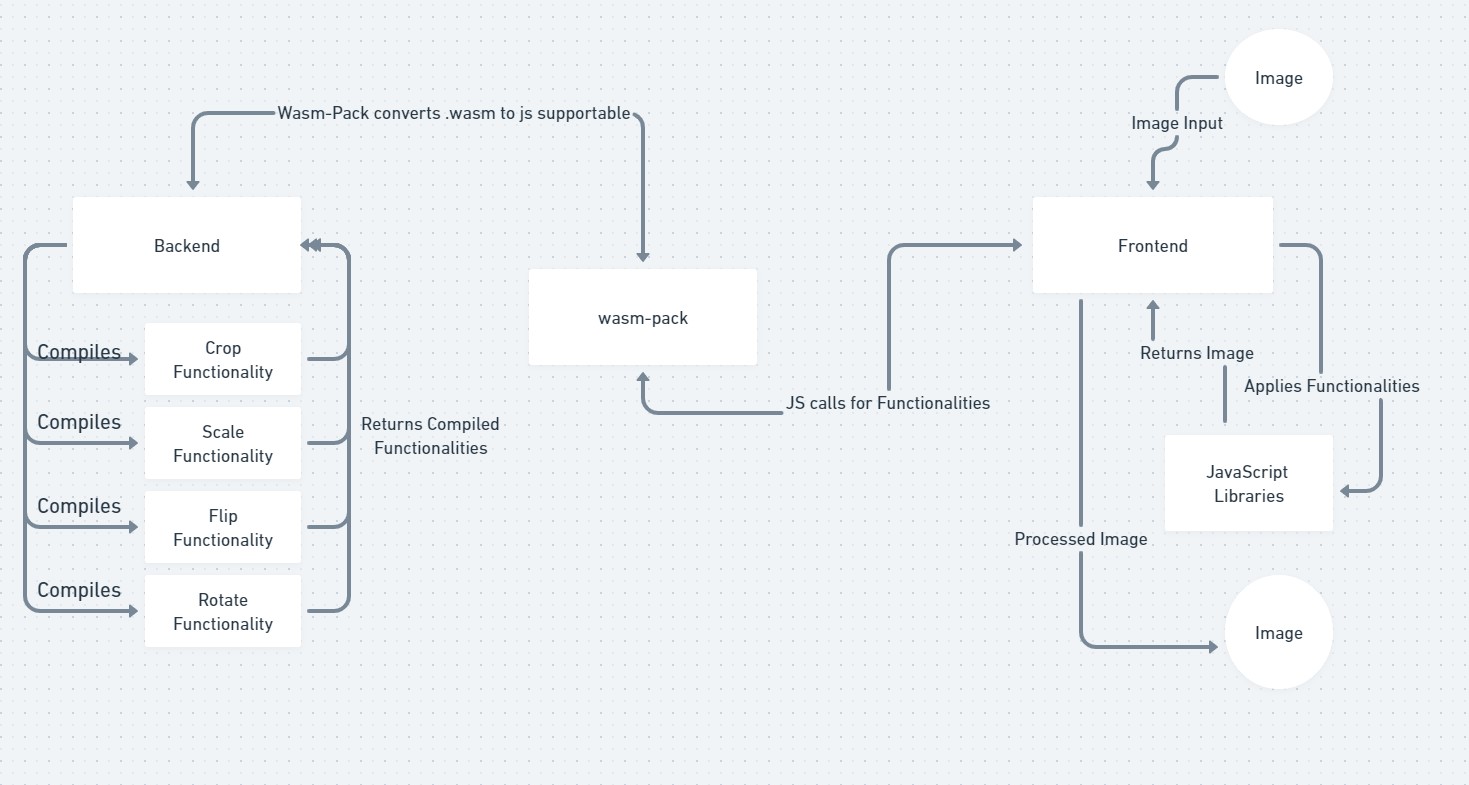 Image
Wasm-Pack converts .wasm to js supportable
Image Input
Backend
Frontend
wasm-pack
Compiles
Crop
Functionality
Returns Image
Applies Functionalities
JS calls for Functionalities
Compiles
Scale
Functionality
Returns Compiled
Functionalities
JavaScript
Libraries
Compiles
Flip
Functionality
Processed Image
Compiles
Rotate
Functionality
Image